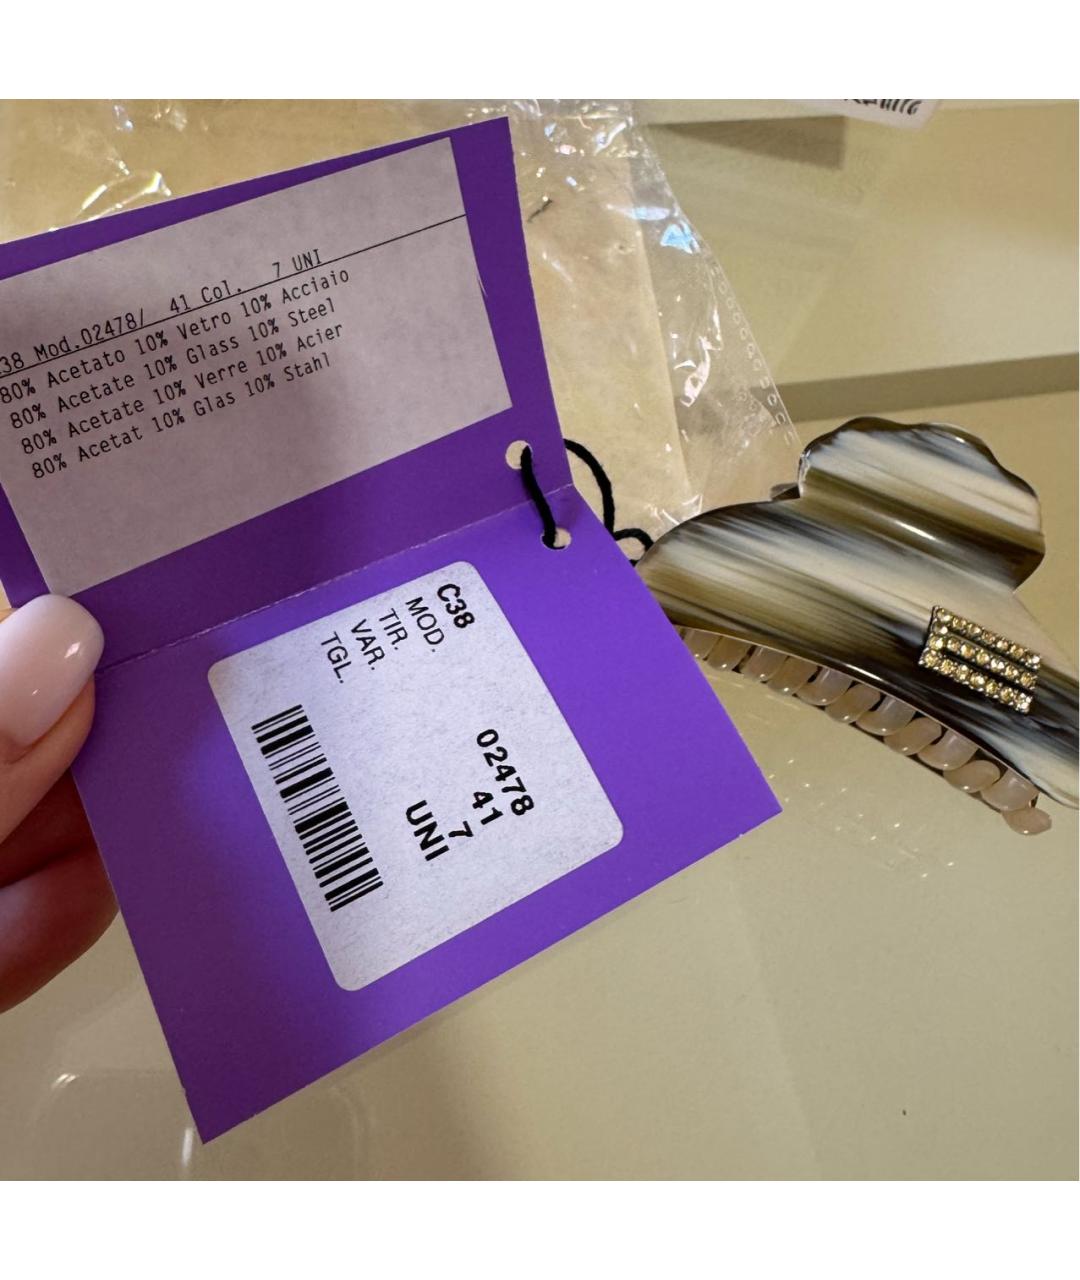 C38 Mod.02478/ 41 Col. 7 UNI
80% Acetato 10% Vetro 10% Acciaio
80% Acetate 10% Glass 10% Steel
80% Acetate 10% Verre 10% Acier
80% Acetat 10% Glas 10% Stahl
C38
MOD. 02478
TIR. 41
VAR. 7
TGL. UNI